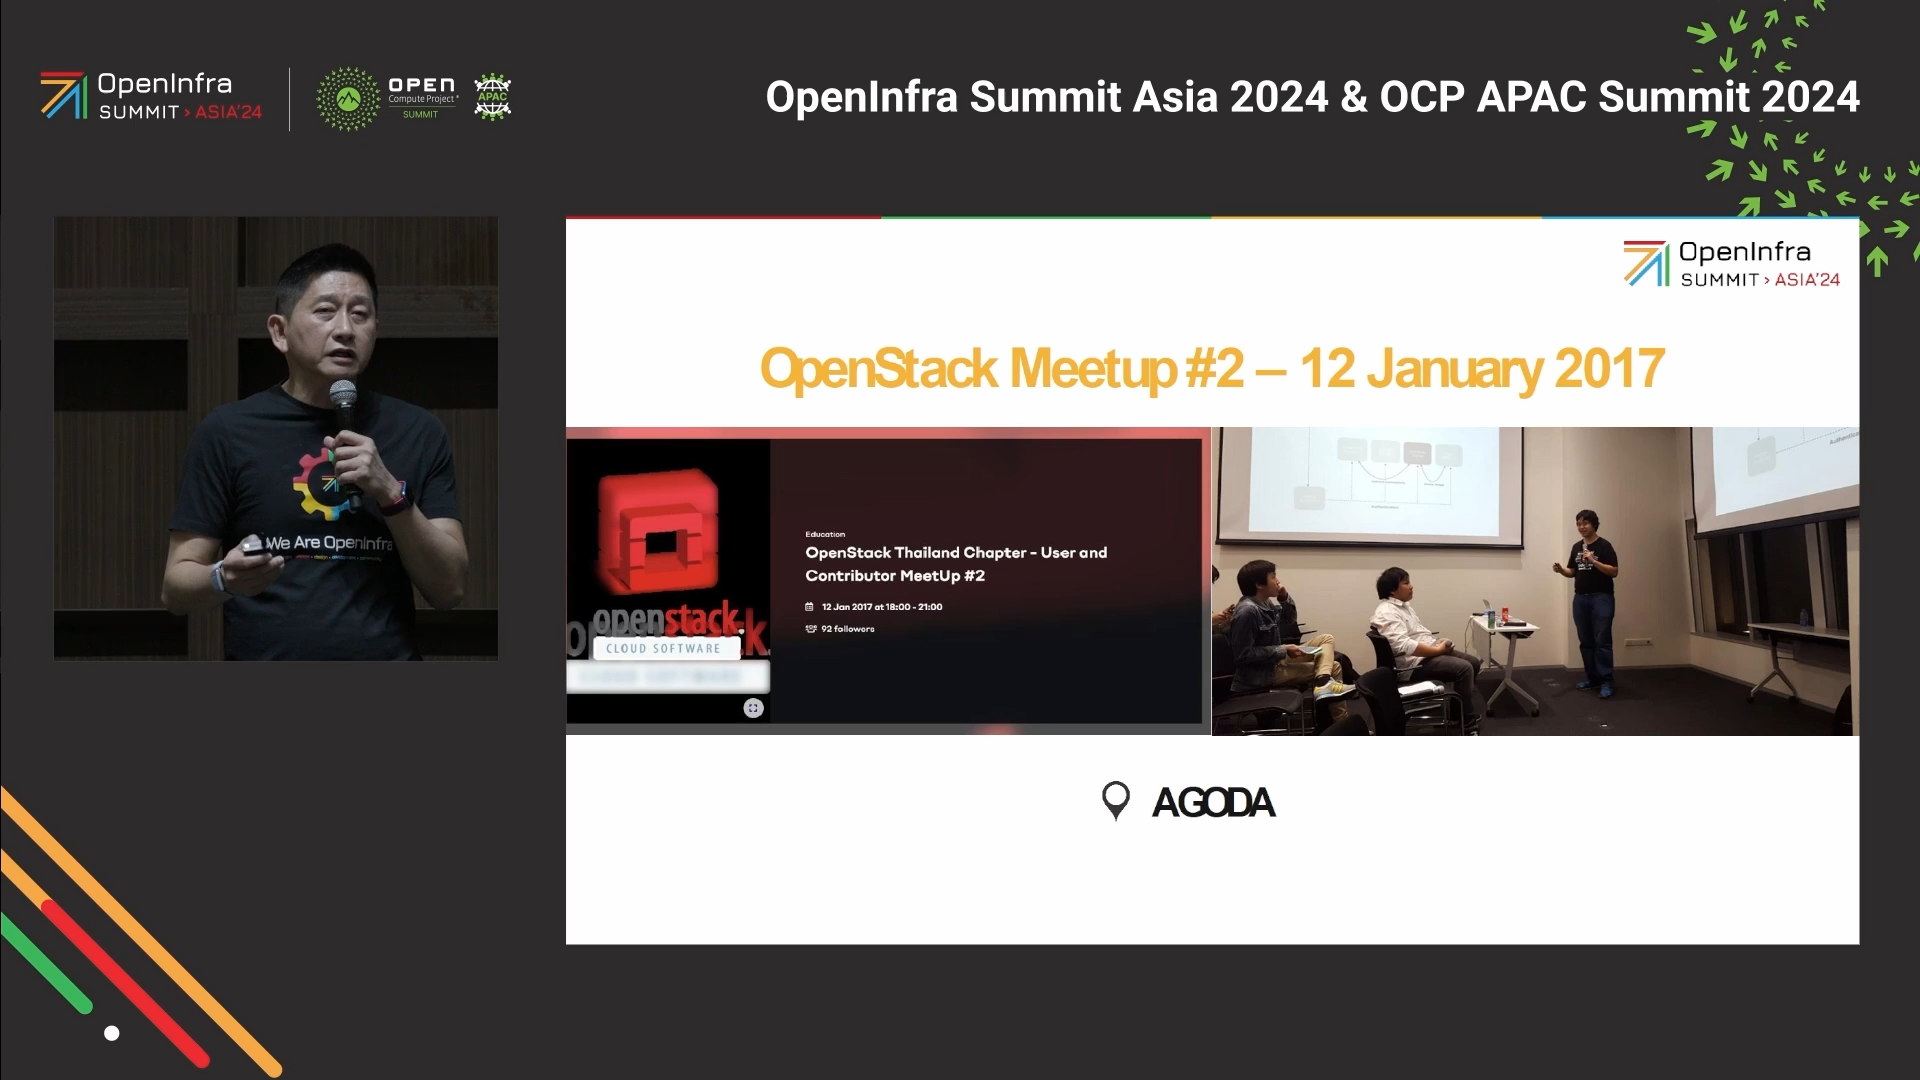 OpenInfra
SUMMIT > ASIA'24
OPEN
Compute Project®
SUMMIT
APAC
OpenInfra Summit Asia 2024 & OCP APAC Summit 2024
We Are OpenInfra
OpenInfra
SUMMIT > ASIA'24
OpenStack Meetup #2 – 12 January 2017
openstack.
CLOUD SOFTWARE
Education
OpenStack Thailand Chapter - User and
Contributor MeetUp #2
12 Jan 2017 at 18:00 - 21:00
92 followers
AGODA